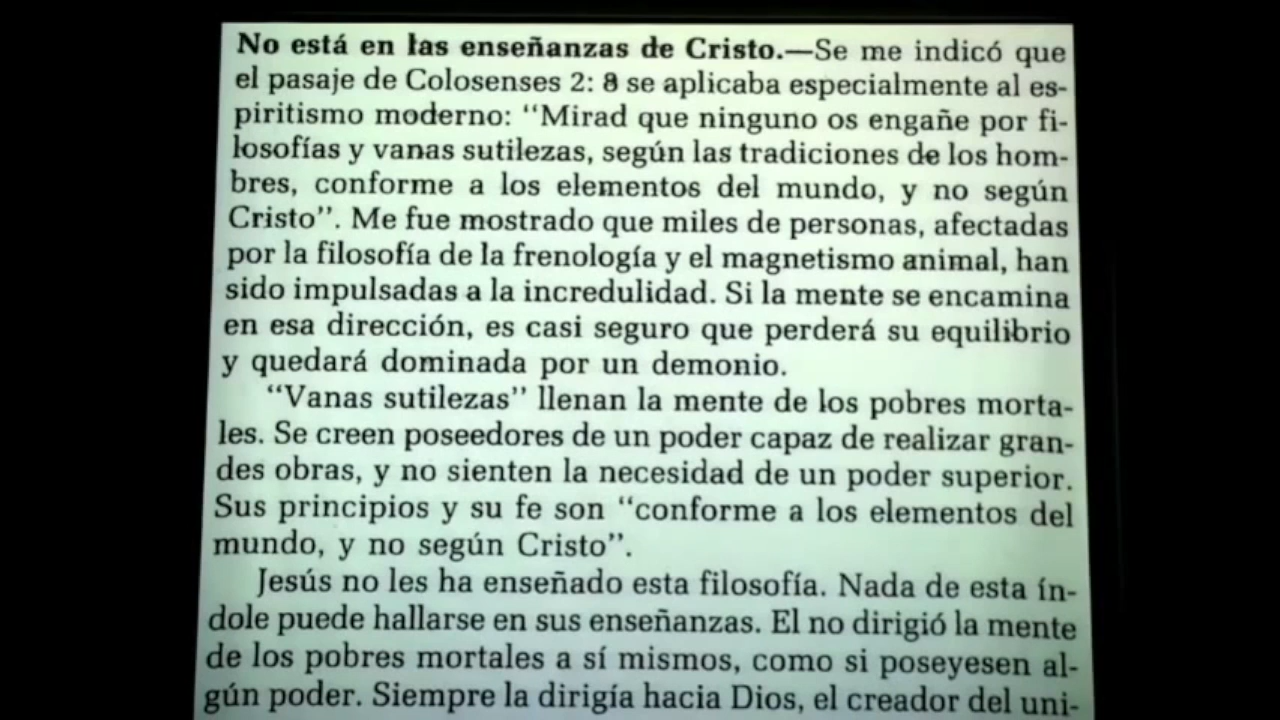 No está en las enseñanzas de Cristo.—Se me indicó que
el pasaje de Colosenses 2: 8 se aplicaba especialmente al es-
piritismo moderno: “Mirad que ninguno os engañe por fi-
losofías y vanas sutilezas, según las tradiciones de los hom-
bres, conforme a los elementos del mundo, y no según
Cristo”. Me fue mostrado que miles de personas, afectadas
por la filosofía de la frenología y el magnetismo animal, han
sido impulsadas a la incredulidad. Si la mente se encamina
en esa dirección, es casi seguro que perderá su equilibrio
y quedará dominada por un demonio.
“Vanas sutilezas” llenan la mente de los pobres morta-
les. Se creen poseedores de un poder capaz de realizar gran-
des obras, y no sienten la necesidad de un poder superior.
Sus principios y su fe son “conforme a los elementos del
mundo, y no según Cristo”.
Jesús no les ha enseñado esta filosofía. Nada de esta ín-
dole puede hallarse en sus enseñanzas. El no dirigió la mente
de los pobres mortales a sí mismos, como si poseyesen al-
gún poder. Siempre la dirigía hacia Dios, el creador del uni-